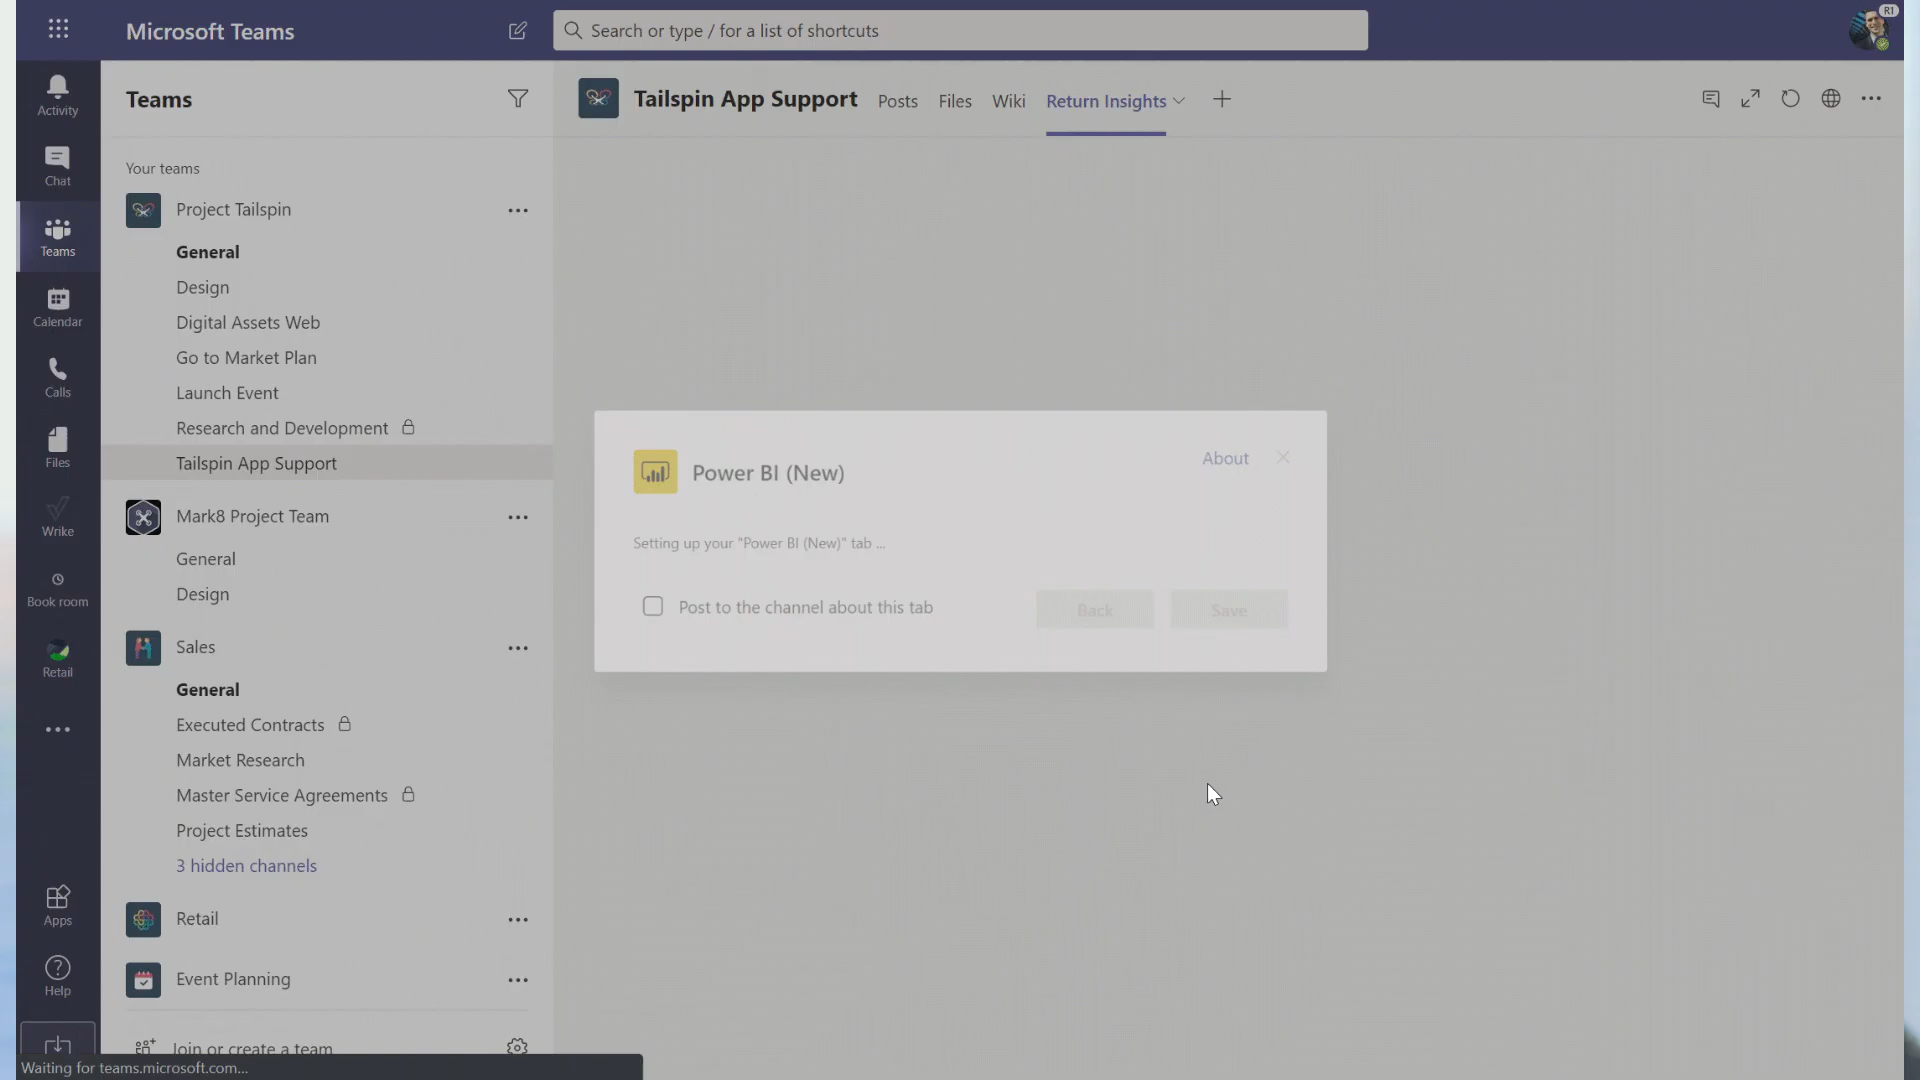 Microsoft Teams
Search or type / for a list of shortcuts
R1
Activity
Chat
Teams
Calendar
Calls
Files
Wrike
Book room
Retail
Apps
Help
Teams
Your teams
Project Tailspin
General
Design
Digital Assets Web
Go to Market Plan
Launch Event
Research and Development
Tailspin App Support
Mark8 Project Team
General
Design
Sales
General
Executed Contracts
Market Research
Master Service Agreements
Project Estimates
3 hidden channels
Retail
Event Planning
Join or create a team
Waiting for teams.microsoft.com...
Tailspin App Support Posts Files Wiki Return Insights
Power BI (New)
About
Setting up your "Power BI (New)" tab ...
Post to the channel about this tab
Back
Save